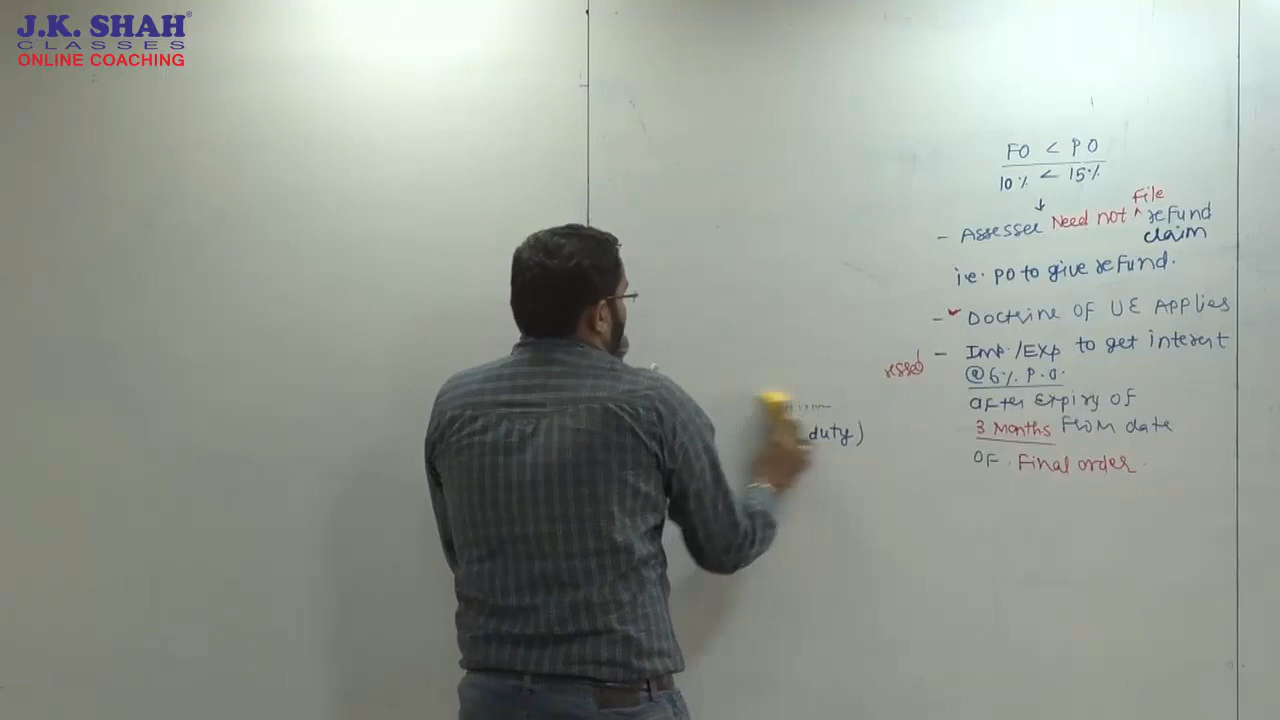 J.K. SHAH®
CLASSES
ONLINE COACHING
FO < PO
10% < 15%
↓
File
- Assessee Need not ^ refund
claim
i.e. PO to give refund.
- ✓ Doctrine OF UE Applies
- Imp./Exp to get interest
@ 6% P.a.
after Expiry OF
3 Months From date
OF Final order.
duty)